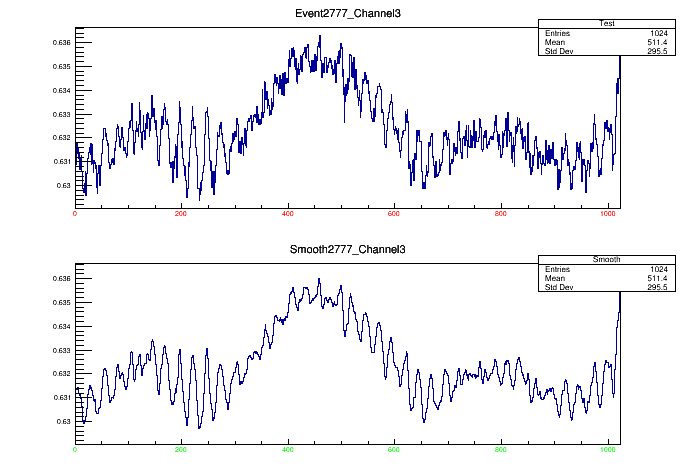 Event2777_Channel3
Test
Entries 1024
Mean 511.4
Std Dev 295.5
0.636
0.635
0.634
0.633
0.632
0.631
0.63
0 200 400 600 800 1000
Smooth2777_Channel3
Smooth
Entries 1024
Mean 511.4
Std Dev 295.5
0.636
0.635
0.634
0.633
0.632
0.631
0.63
0 200 400 600 800 1000